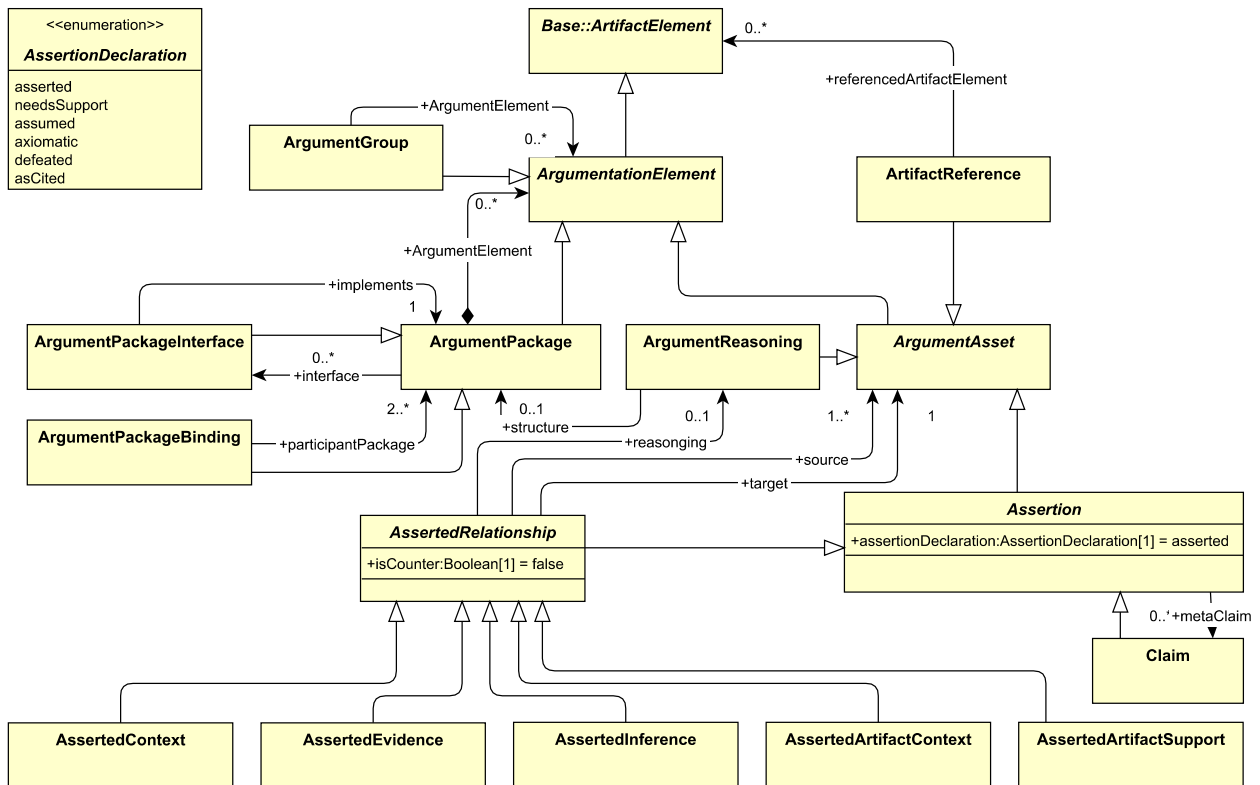 <<enumeration>>
AssertionDeclaration
asserted
needsSupport
assumed
axiomatic
defeated
asCited
Base::ArtifactElement
0..*
+referencedArtifactElement
+ArgumentElement
ArgumentGroup
0..*
ArgumentationElement
ArtifactReference
0..*
+ArgumentElement
+implements
1
ArgumentPackageInterface
ArgumentPackage
ArgumentReasoning
ArgumentAsset
0..*
+interface
2..*
0..1
+structure
0..1
1..*
1
ArgumentPackageBinding
+participantPackage
+reasonging
+source
+target
Assertion
+assertionDeclaration:AssertionDeclaration[1] = asserted
AssertedRelationship
+isCounter:Boolean[1] = false
0..*
+metaClaim
Claim
AssertedContext
AssertedEvidence
AssertedInference
AssertedArtifactContext
AssertedArtifactSupport